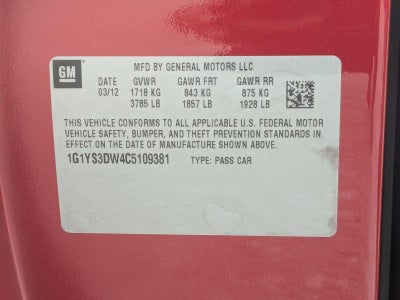 GM
MFD BY GENERAL MOTORS LLC
DATE GVWR GAWR FRT GAWR RR
03/12 1718 KG 843 KG 875 KG
3785 LB 1857 LB 1928 LB
THIS VEHICLE CONFORMS TO ALL APPLICABLE U.S. FEDERAL MOTOR
VEHICLE SAFETY, BUMPER, AND THEFT PREVENTION STANDARDS IN
EFFECT ON THE DATE OF MANUFACTURE SHOWN ABOVE.
1G1YS3DW4C5109381 TYPE: PASS CAR